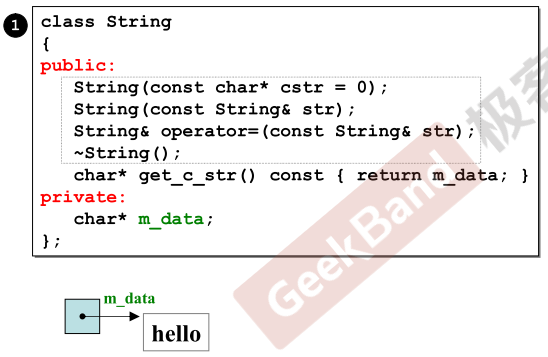 1
class String
{
public:
String(const char* cstr = 0);
String(const String& str);
String& operator=(const String& str);
~String();
char* get_c_str() const { return m_data; }
private:
char* m_data;
};
GeekBand 极客
m_data
hello